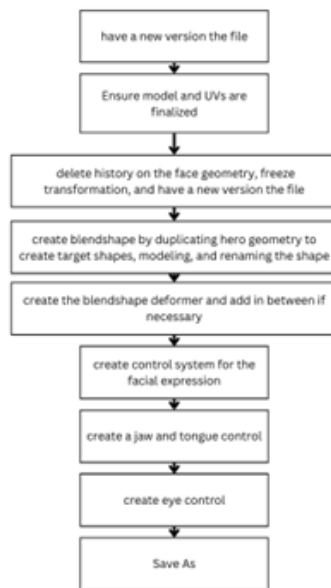 have a new version the file
Ensure model and UVs are
finalized
delete history on the face geometry, freeze
transformation, and have a new version the file
create blendshape by duplicating hero geometry to
create target shapes, modeling, and renaming the shape
create the blendshape deformer and add in between if
necessary
create control system for the
facial expression
create a jaw and tongue control
create eye control
Save As